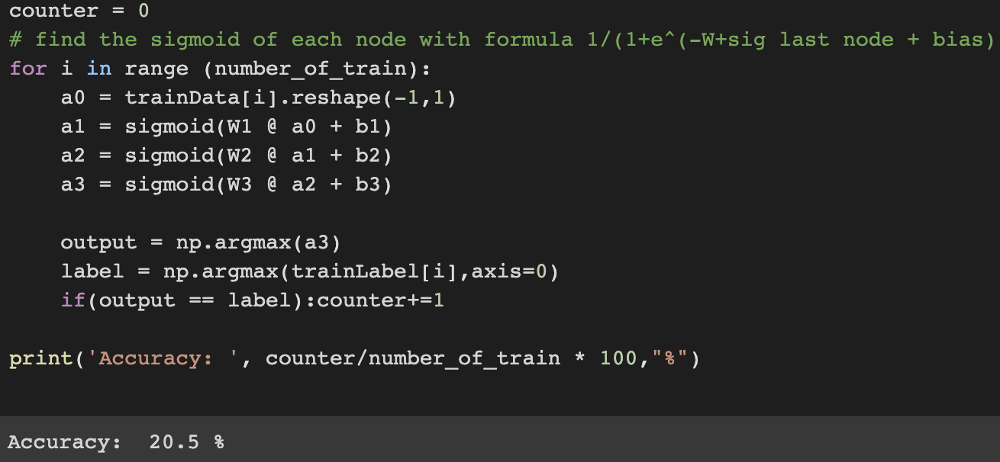 counter = 0
# find the sigmoid of each node with formula 1/(1+e^(-W+sig last node + bias)
for i in range (number_of_train):
    a0 = trainData[i].reshape(-1,1)
    a1 = sigmoid(W1 @ a0 + b1)
    a2 = sigmoid(W2 @ a1 + b2)
    a3 = sigmoid(W3 @ a2 + b3)

    output = np.argmax(a3)
    label = np.argmax(trainLabel[i],axis=0)
    if(output == label):counter+=1

print('Accuracy: ', counter/number_of_train * 100,"%")

Accuracy:  20.5 %